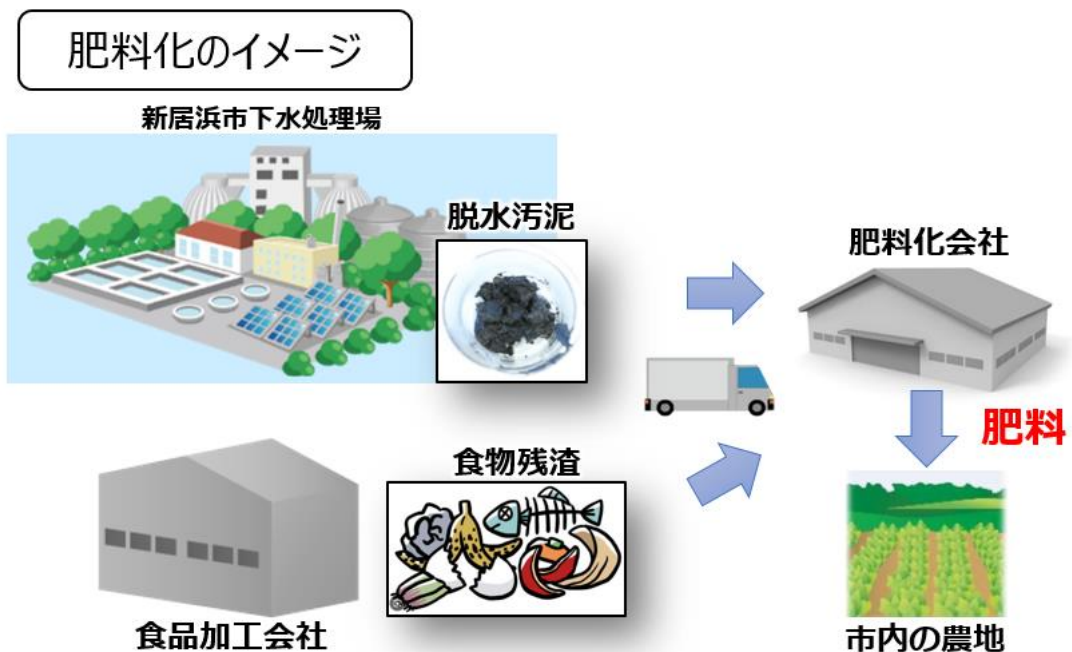 肥料化のイメージ
新居浜市下水処理場
脱水汚泥
肥料化会社
肥料
食物残渣
食品加工会社
市内の農地